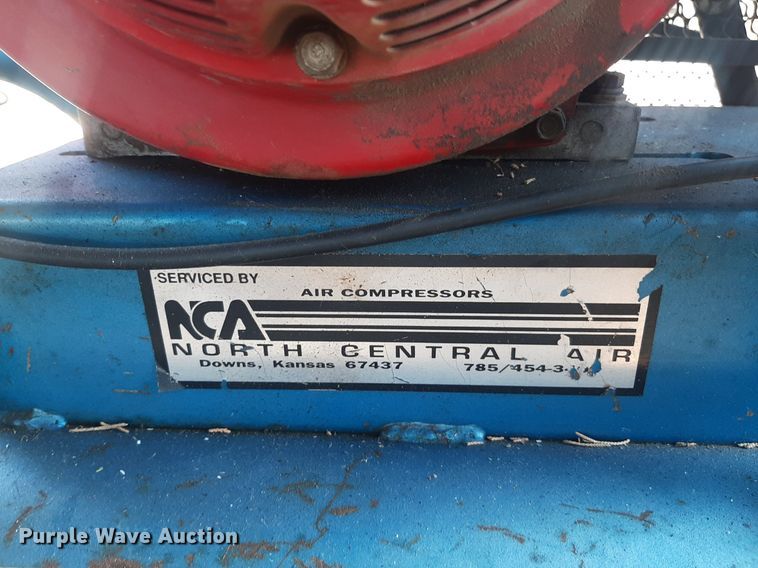 SERVICED BY
AIR COMPRESSORS
NCA
NORTH CENTRAL AIR
Downs, Kansas 67437
Purple Wave Auction